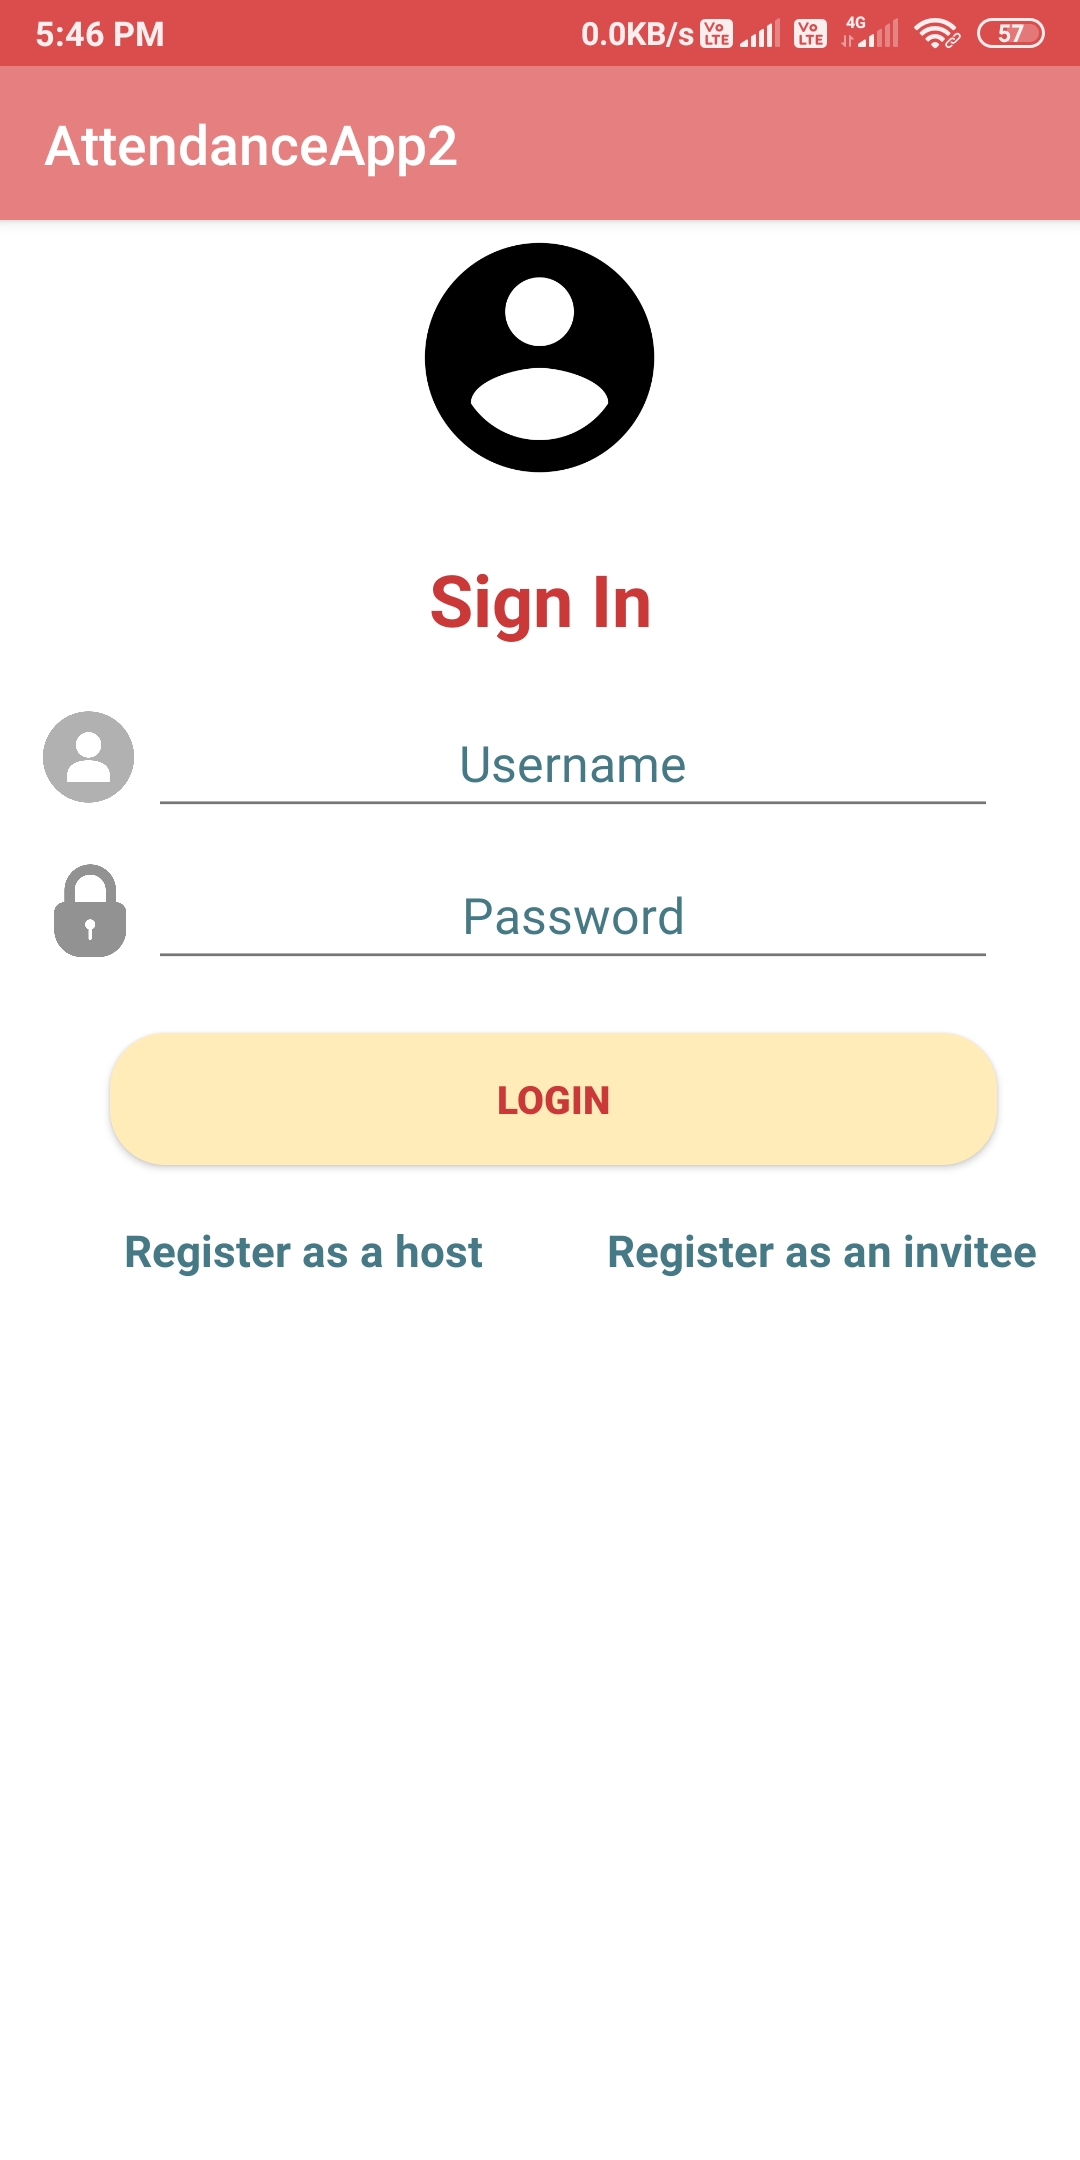 5:46 PM 0.0KB/s Vo LTE Vo LTE 4G 57
AttendanceApp2
Sign In
Username
Password
LOGIN
Register as a host Register as an invitee